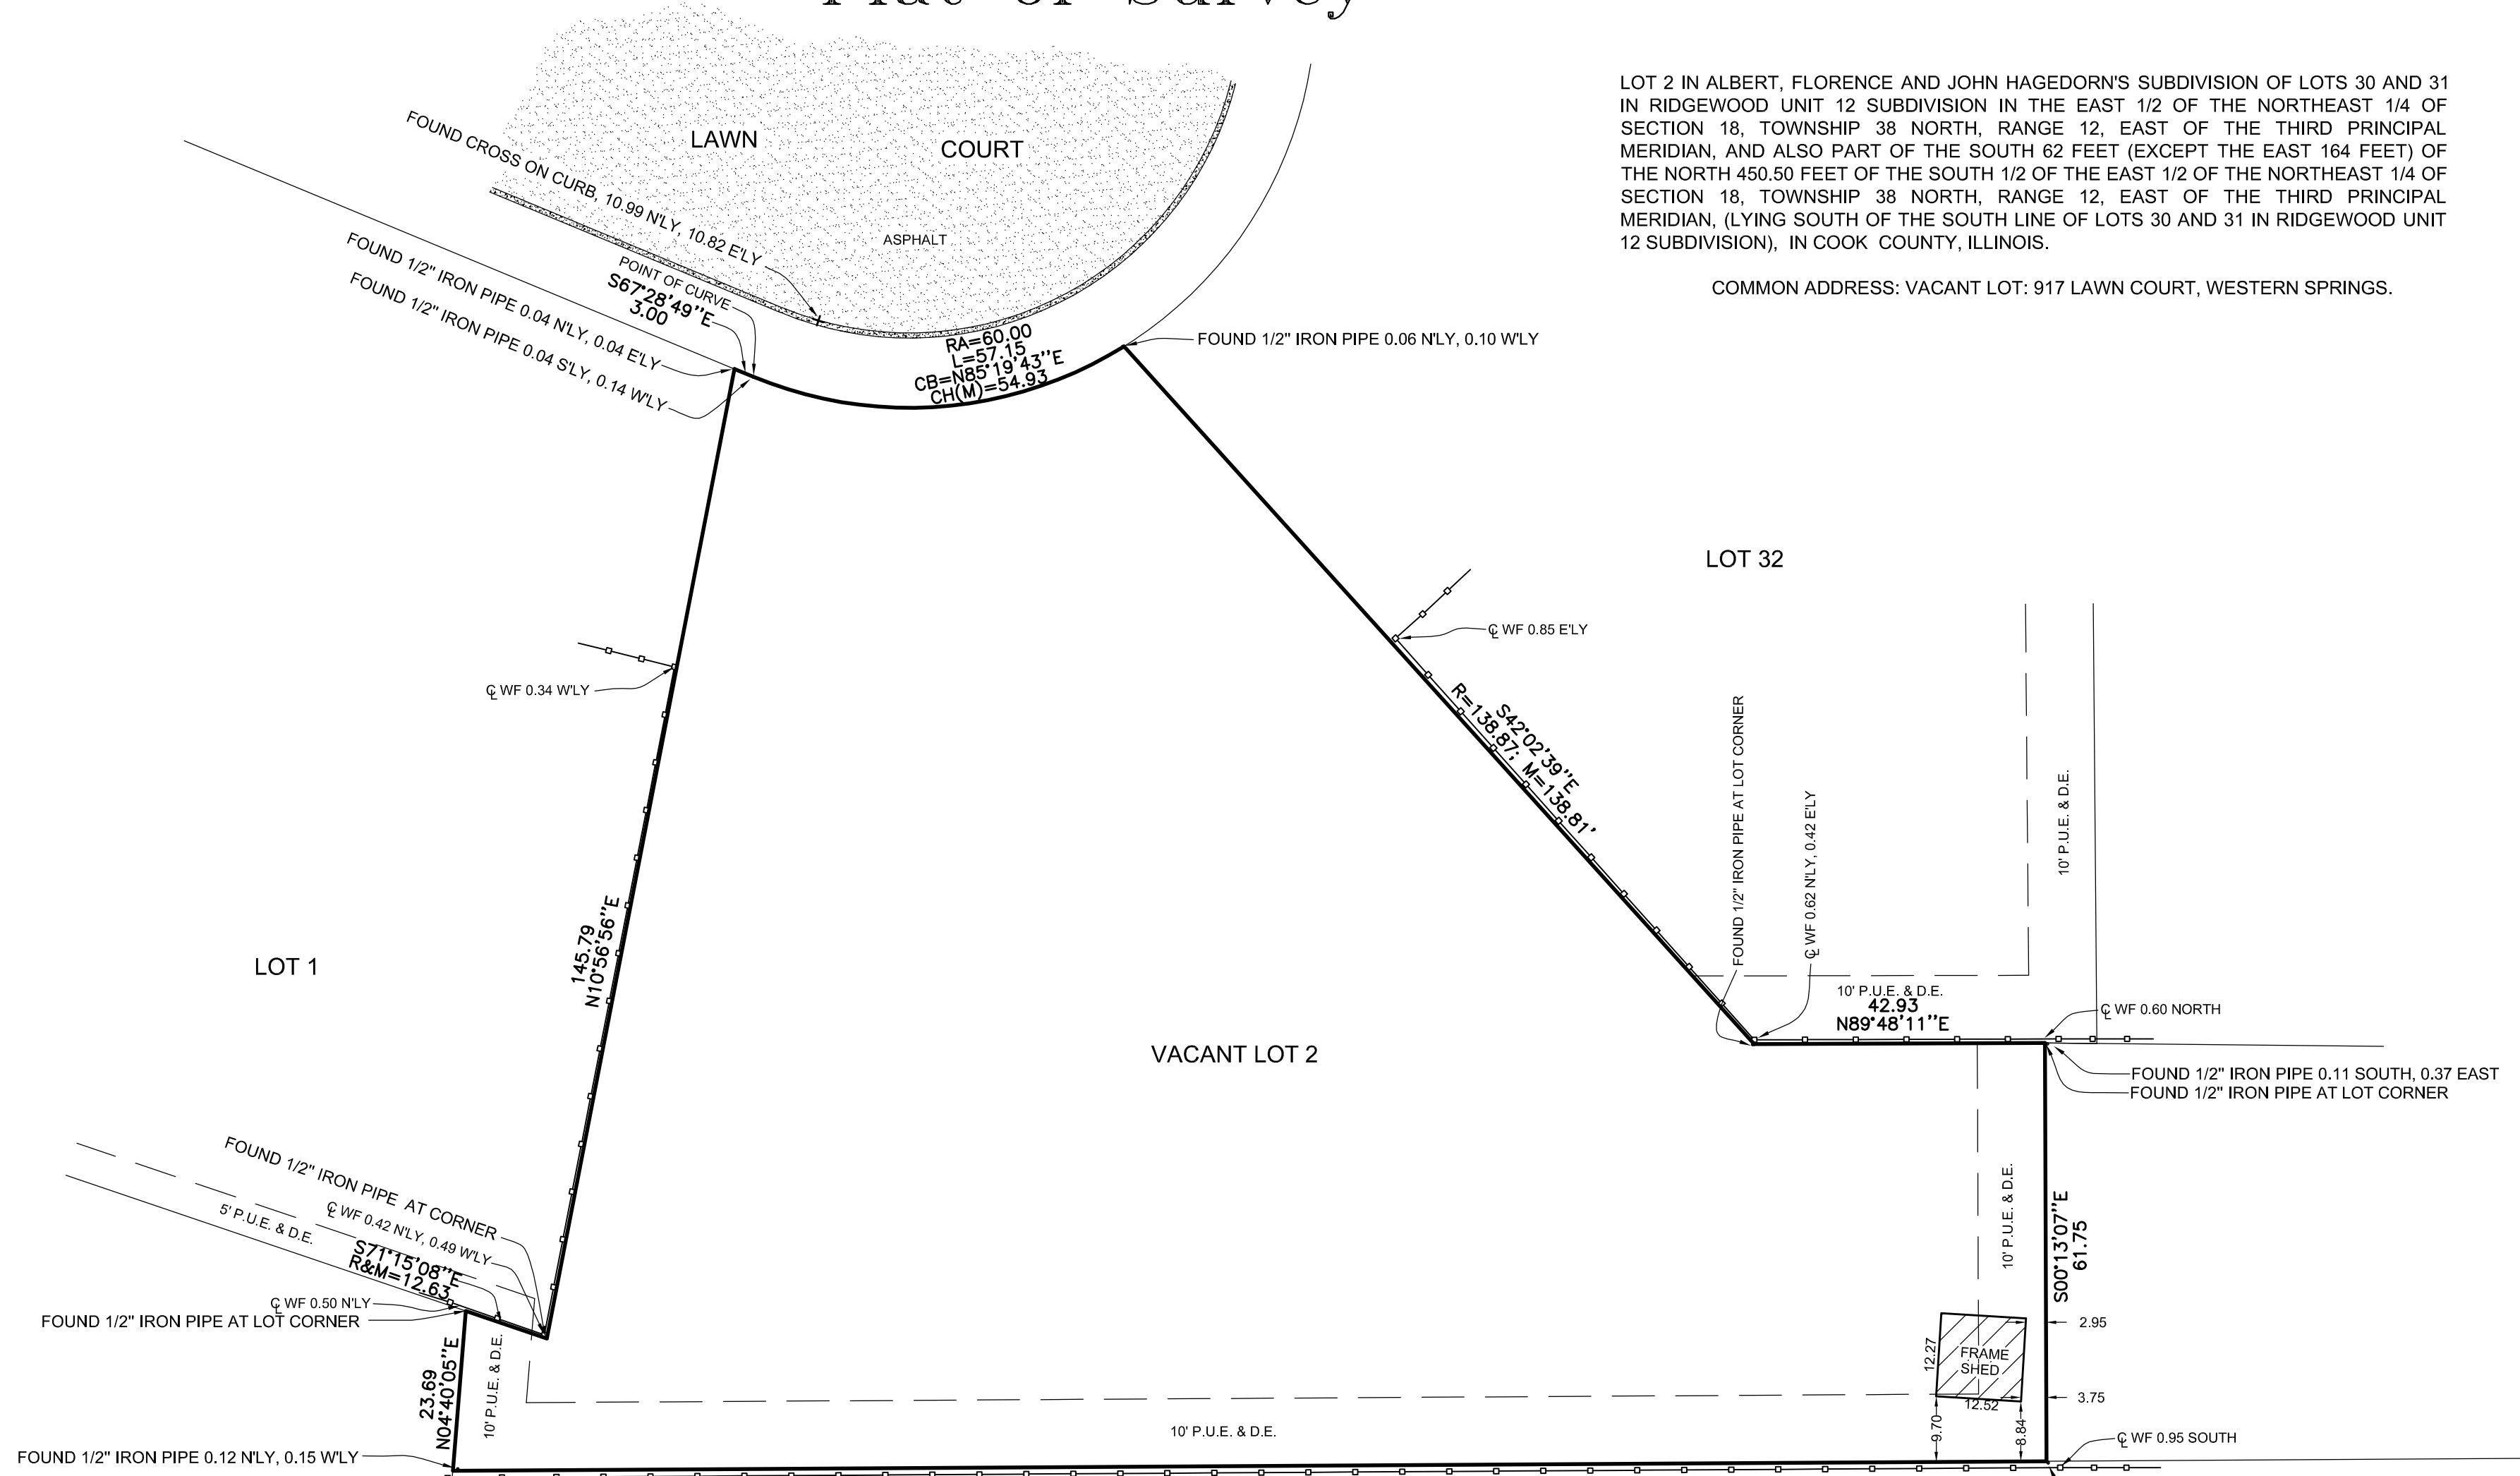 Plat of Survey
LOT 2 IN ALBERT, FLORENCE AND JOHN HAGEDORN'S SUBDIVISION OF LOTS 30 AND 31
IN RIDGEWOOD UNIT 12 SUBDIVISION IN THE EAST 1/2 OF THE NORTHEAST 1/4 OF
SECTION 18, TOWNSHIP 38 NORTH, RANGE 12, EAST OF THE THIRD PRINCIPAL
MERIDIAN, AND ALSO PART OF THE SOUTH 62 FEET (EXCEPT THE EAST 164 FEET) OF
THE NORTH 450.50 FEET OF THE SOUTH 1/2 OF THE EAST 1/2 OF THE NORTHEAST 1/4 OF
SECTION 18, TOWNSHIP 38 NORTH, RANGE 12, EAST OF THE THIRD PRINCIPAL
MERIDIAN, (LYING SOUTH OF THE SOUTH LINE OF LOTS 30 AND 31 IN RIDGEWOOD UNIT
12 SUBDIVISION), IN COOK COUNTY, ILLINOIS.
COMMON ADDRESS: VACANT LOT: 917 LAWN COURT, WESTERN SPRINGS.
LAWN COURT
ASPHALT
FOUND CROSS ON CURB, 10.99 N'LY, 10.82 E'LY
FOUND 1/2" IRON PIPE 0.04 N'LY, 0.04 E'LY
FOUND 1/2" IRON PIPE 0.04 S'LY, 0.14 W'LY
POINT OF CURVE
S67°28'49''E
3.00
RA=60.00
L=57.15
CB=N85°19'43''E
CH(M)=54.93
FOUND 1/2" IRON PIPE 0.06 N'LY, 0.10 W'LY
LOT 32
℄ WF 0.85 E'LY
℄ WF 0.34 W'LY
S42°02'39''E
R=138.87; M=138.81'
FOUND 1/2" IRON PIPE AT LOT CORNER
℄ WF 0.62 N'LY, 0.42 E'LY
10' P.U.E. & D.E.
145.79
N10°56'56''E
LOT 1
10' P.U.E. & D.E.
42.93
N89°48'11''E
℄ WF 0.60 NORTH
VACANT LOT 2
FOUND 1/2" IRON PIPE 0.11 SOUTH, 0.37 EAST
FOUND 1/2" IRON PIPE AT LOT CORNER
FOUND 1/2" IRON PIPE AT CORNER
℄ WF 0.42 N'LY, 0.49 W'LY
5' P.U.E. & D.E.
S71°15'08''E
R&M=12.63
℄ WF 0.50 N'LY
FOUND 1/2" IRON PIPE AT LOT CORNER
10' P.U.E. & D.E.
S00°13'07''E
61.75
2.95
12.27
FRAME
SHED
12.52
3.75
9.70
8.84
23.69
N04°40'05''E
10' P.U.E. & D.E.
10' P.U.E. & D.E.
℄ WF 0.95 SOUTH
FOUND 1/2" IRON PIPE 0.12 N'LY, 0.15 W'LY